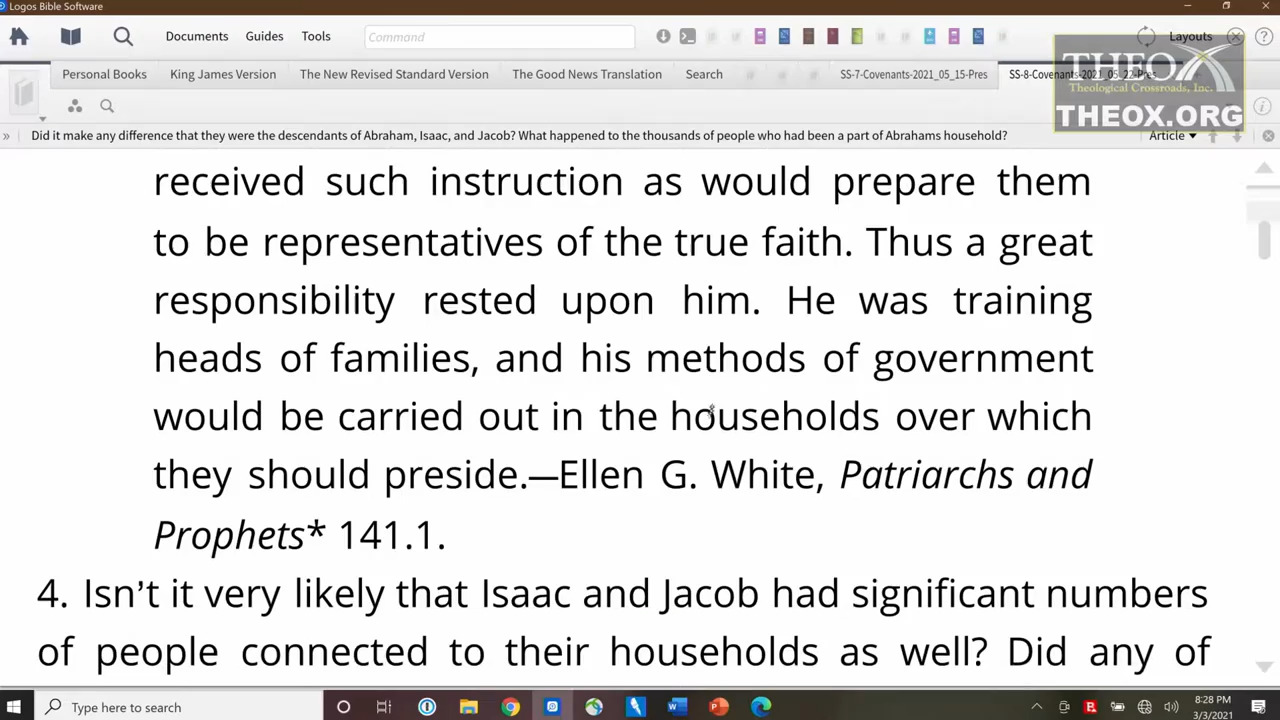 Logos Bible Software
Documents Guides Tools Command Layouts
Personal Books King James Version The New Revised Standard Version The Good News Translation Search SS-7-Covenants-2021_05_15-Pres SS-8-Covenants-2021_05_22-Pres
THEOX
Theological Crossroads, Inc.
THEOX.ORG
Did it make any difference that they were the descendants of Abraham, Isaac, and Jacob? What happened to the thousands of people who had been a part of Abrahams household? Article
received such instruction as would prepare them
to be representatives of the true faith. Thus a great
responsibility rested upon him. He was training
heads of families, and his methods of government
would be carried out in the households over which
they should preside.—Ellen G. White, Patriarchs and
Prophets* 141.1.
4. Isn't it very likely that Isaac and Jacob had significant numbers
of people connected to their households as well? Did any of
Type here to search
8:28 PM
3/3/2021